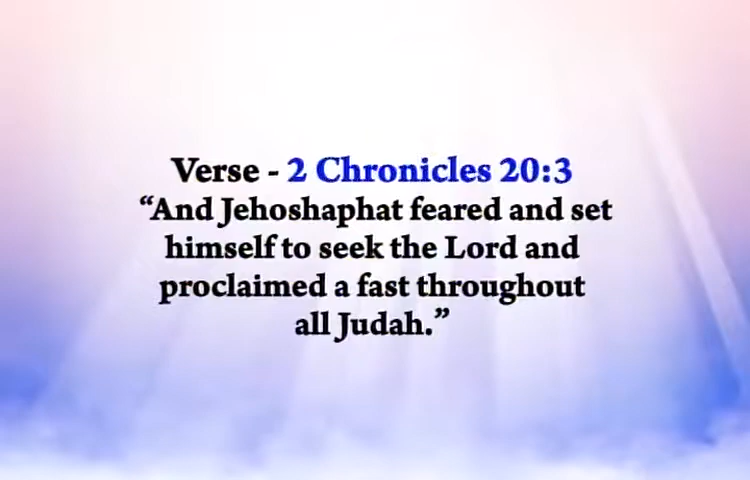 Verse - 2 Chronicles 20:3
“And Jehoshaphat feared and set
himself to seek the Lord and
proclaimed a fast throughout
all Judah.”